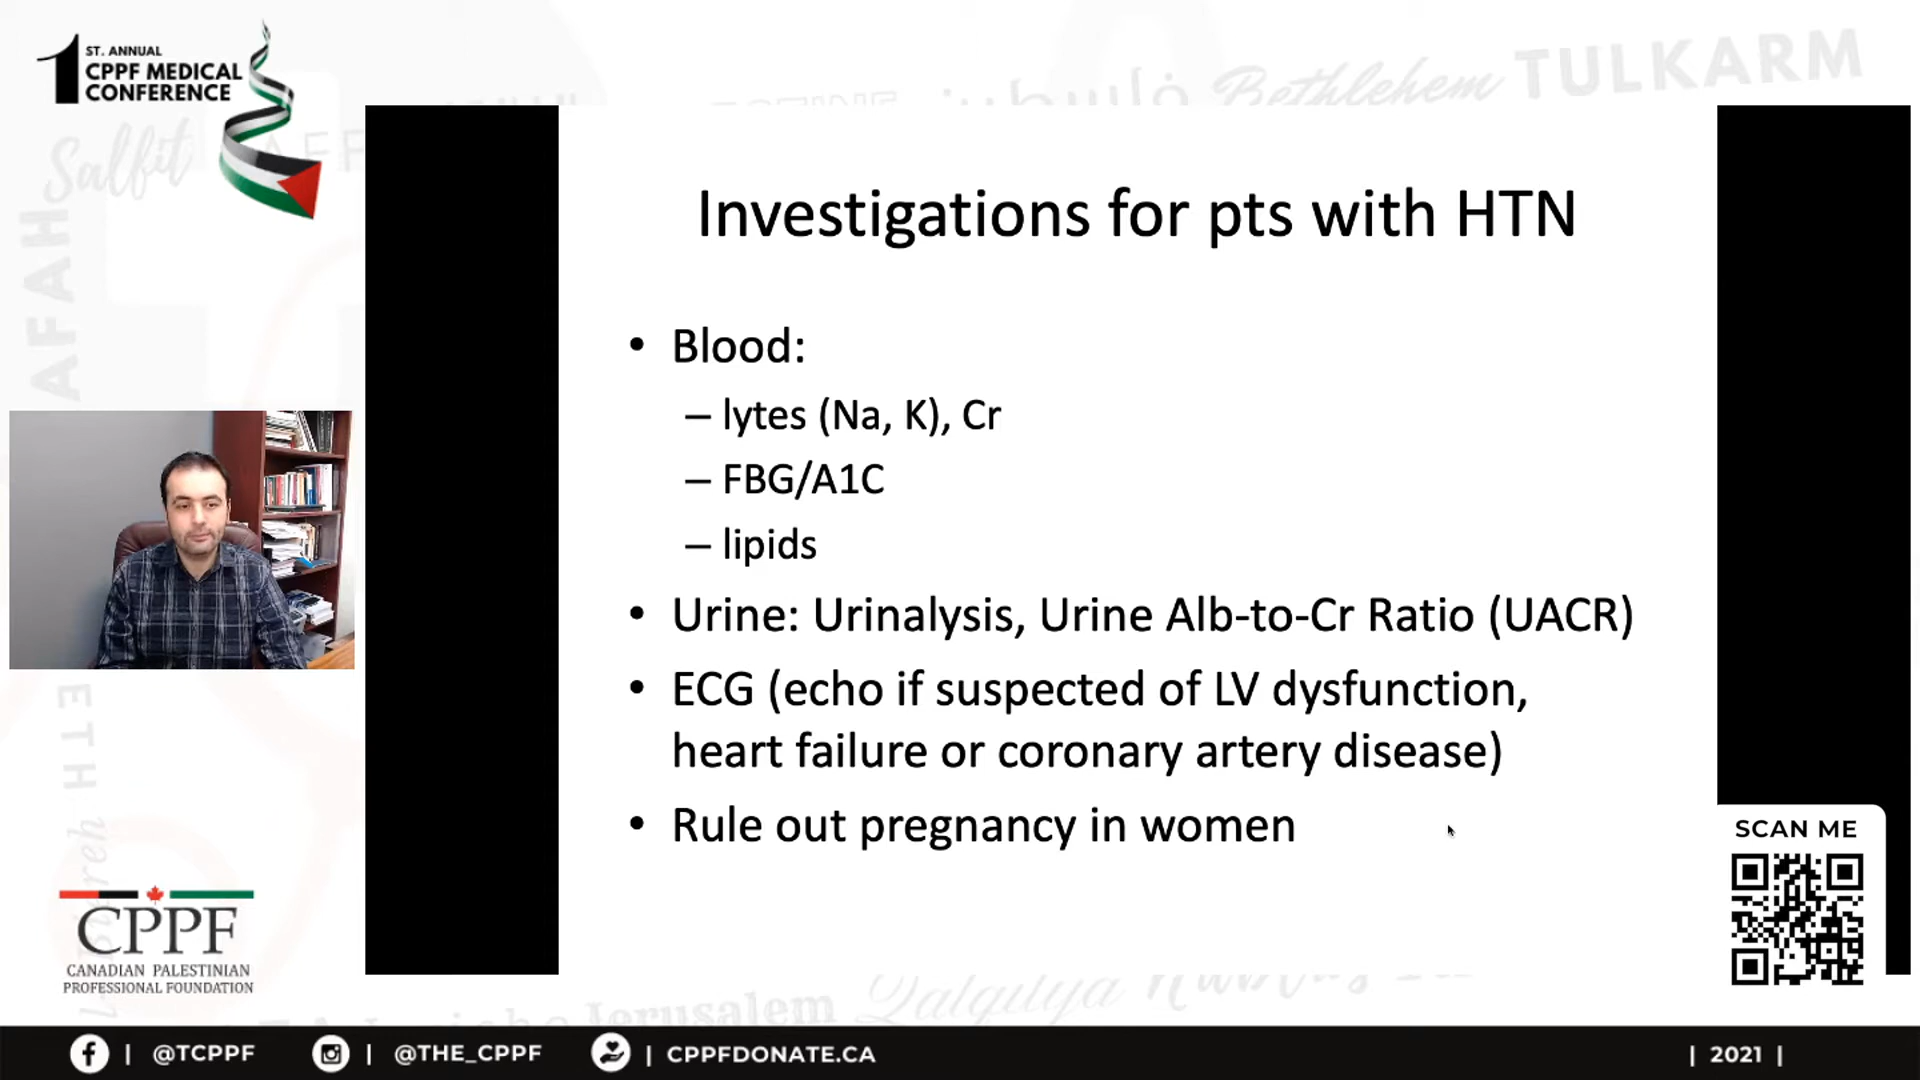 1
ST. ANNUAL
CPPF MEDICAL
CONFERENCE
Bethlehem
TULKARM
Salfit
Investigations for pts with HTN
• Blood:
– lytes (Na, K), Cr
– FBG/A1C
– lipids
• Urine: Urinalysis, Urine Alb-to-Cr Ratio (UACR)
• ECG (echo if suspected of LV dysfunction,
heart failure or coronary artery disease)
• Rule out pregnancy in women
SCAN ME
CPPF
CANADIAN PALESTINIAN
PROFESSIONAL FOUNDATION
Jerusalem
Qalqilya
| @TCPPF
| @THE_CPPF
| CPPFDONATE.CA
| 2021 |